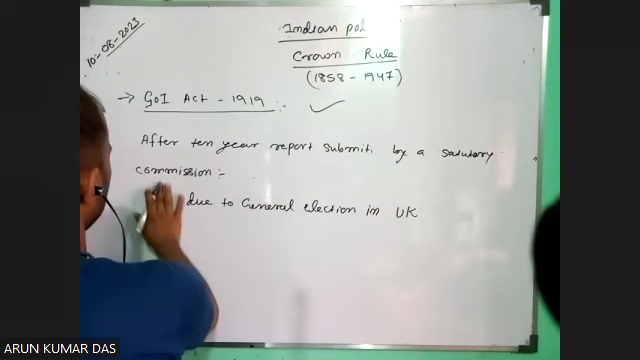 10-08-2023
Indian pol
Crown Rule
(1858 - 1947)
→ GOI Act - 1919 :-
After ten year report submit by a satutory
commission :-
due to General election in UK
ARUN KUMAR DAS